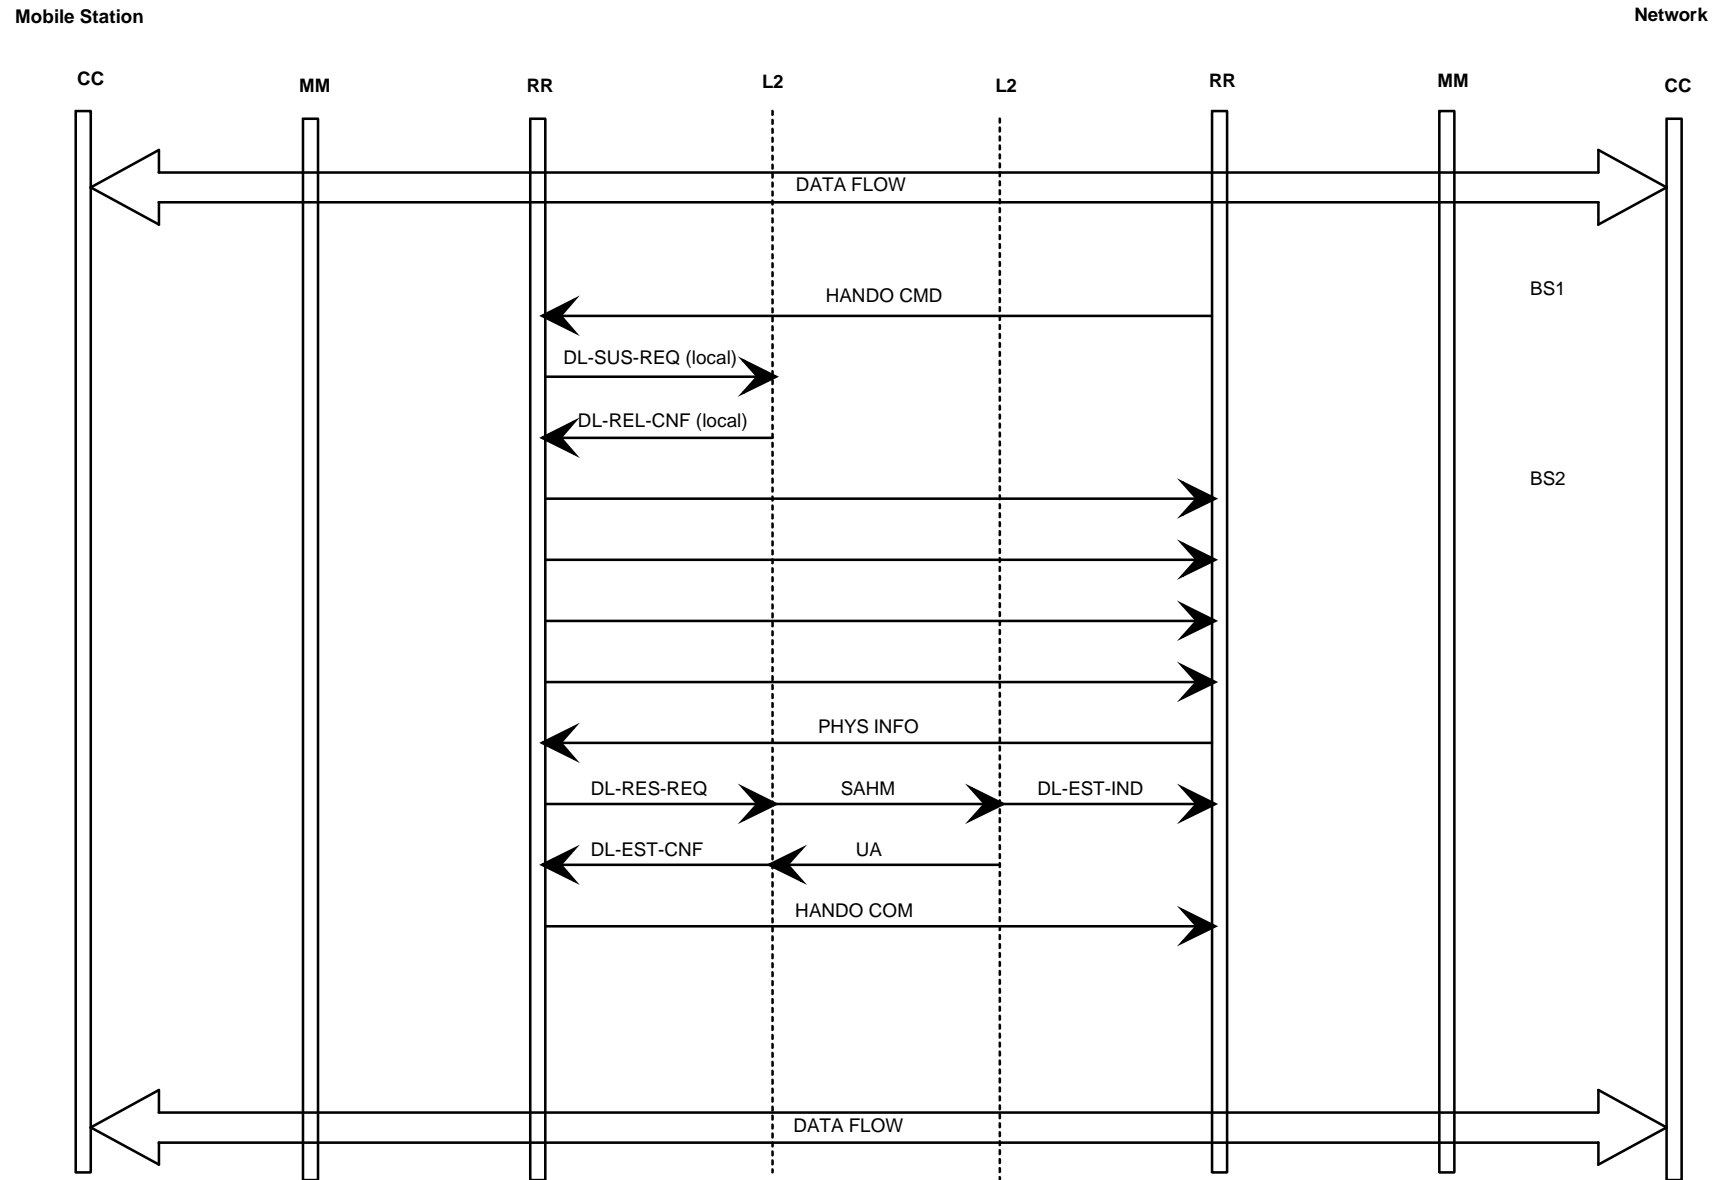 Mobile Station
Network
CC
MM
RR
L2
L2
RR
MM
CC
DATA FLOW
BS1
HANDO CMD
DL-SUS-REQ (local)
DL-REL-CNF (local)
BS2
PHYS INFO
DL-RES-REQ
SAHM
DL-EST-IND
DL-EST-CNF
UA
HANDO COM
DATA FLOW